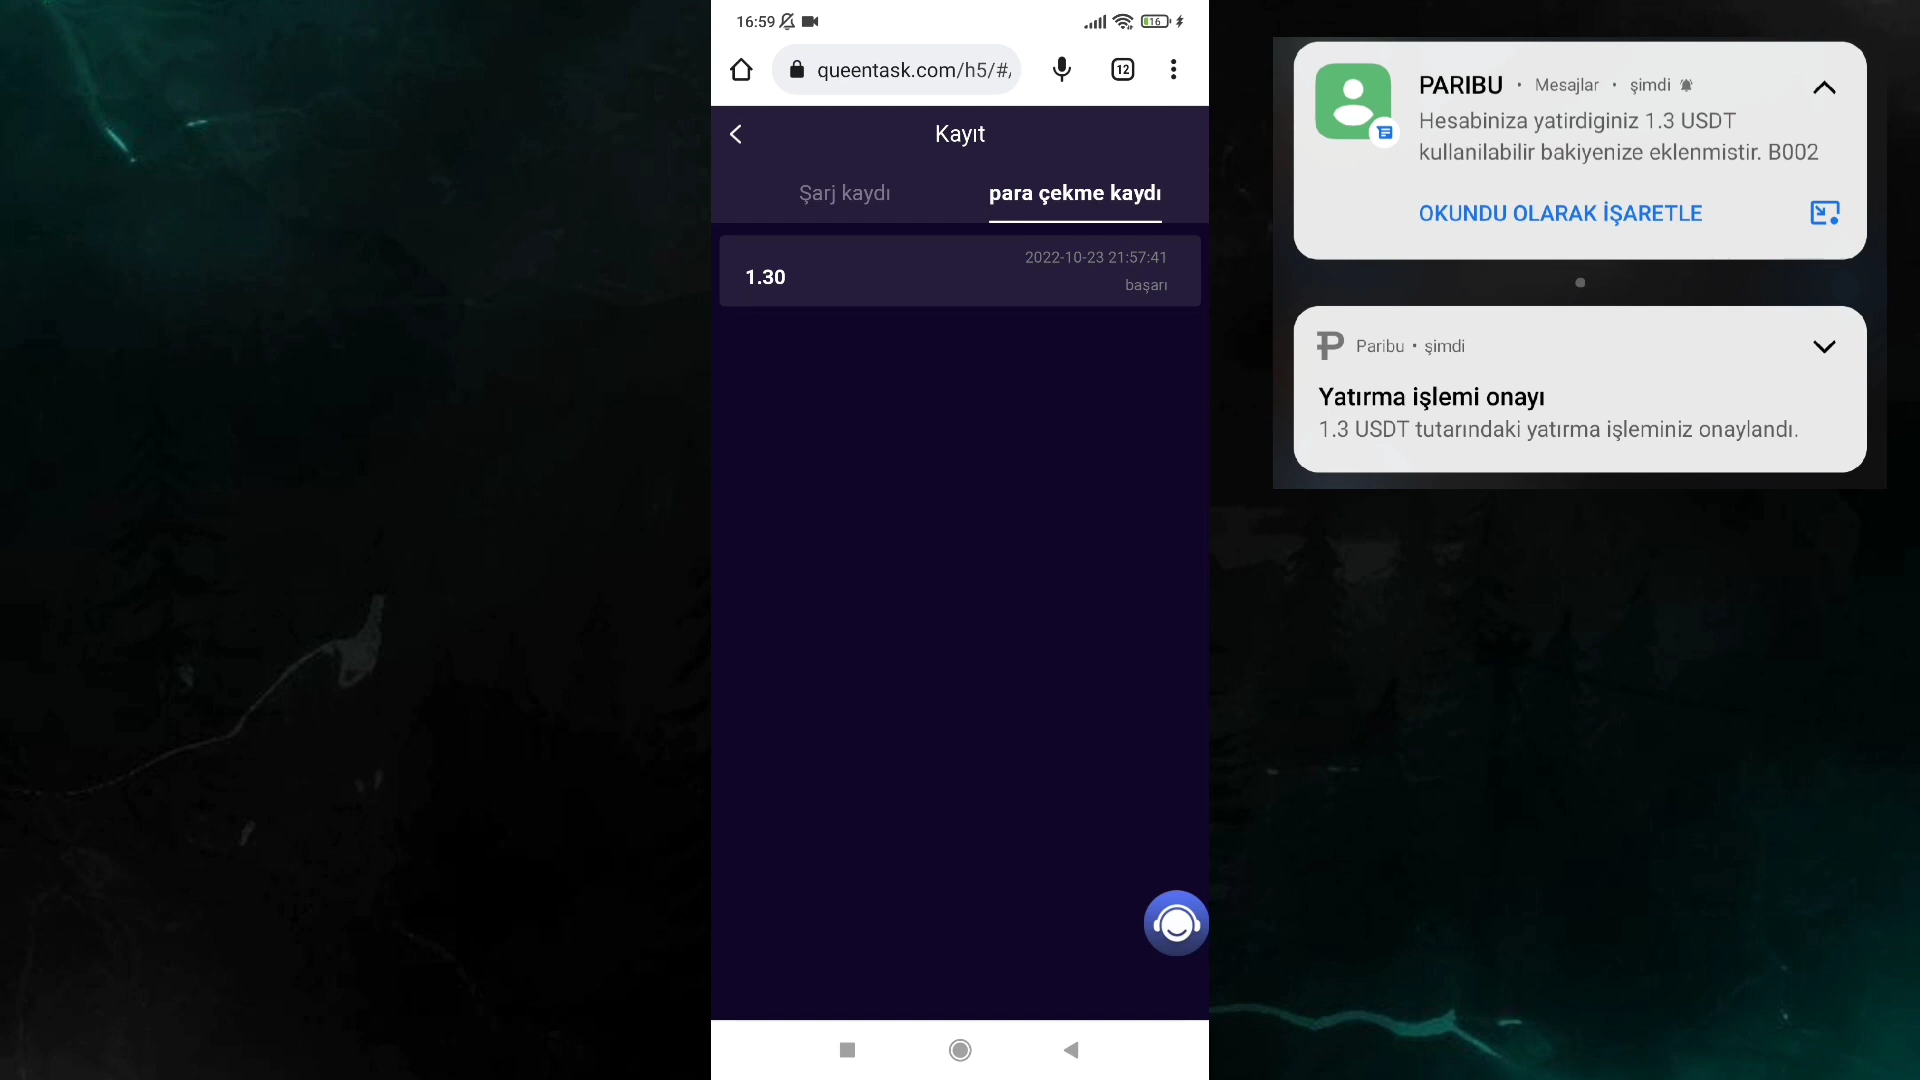 16:59
16
queentask.com/h5/#,
12
Kayıt
Şarj kaydı
para çekme kaydı
2022-10-23 21:57:41
1.30
başarı
PARIBU • Mesajlar • şimdi
Hesabiniza yatirdiginiz 1.3 USDT
kullanilabilir bakiyenize eklenmistir. B002
OKUNDU OLARAK İŞARETLE
Paribu • şimdi
Yatırma işlemi onayı
1.3 USDT tutarındaki yatırma işleminiz onaylandı.